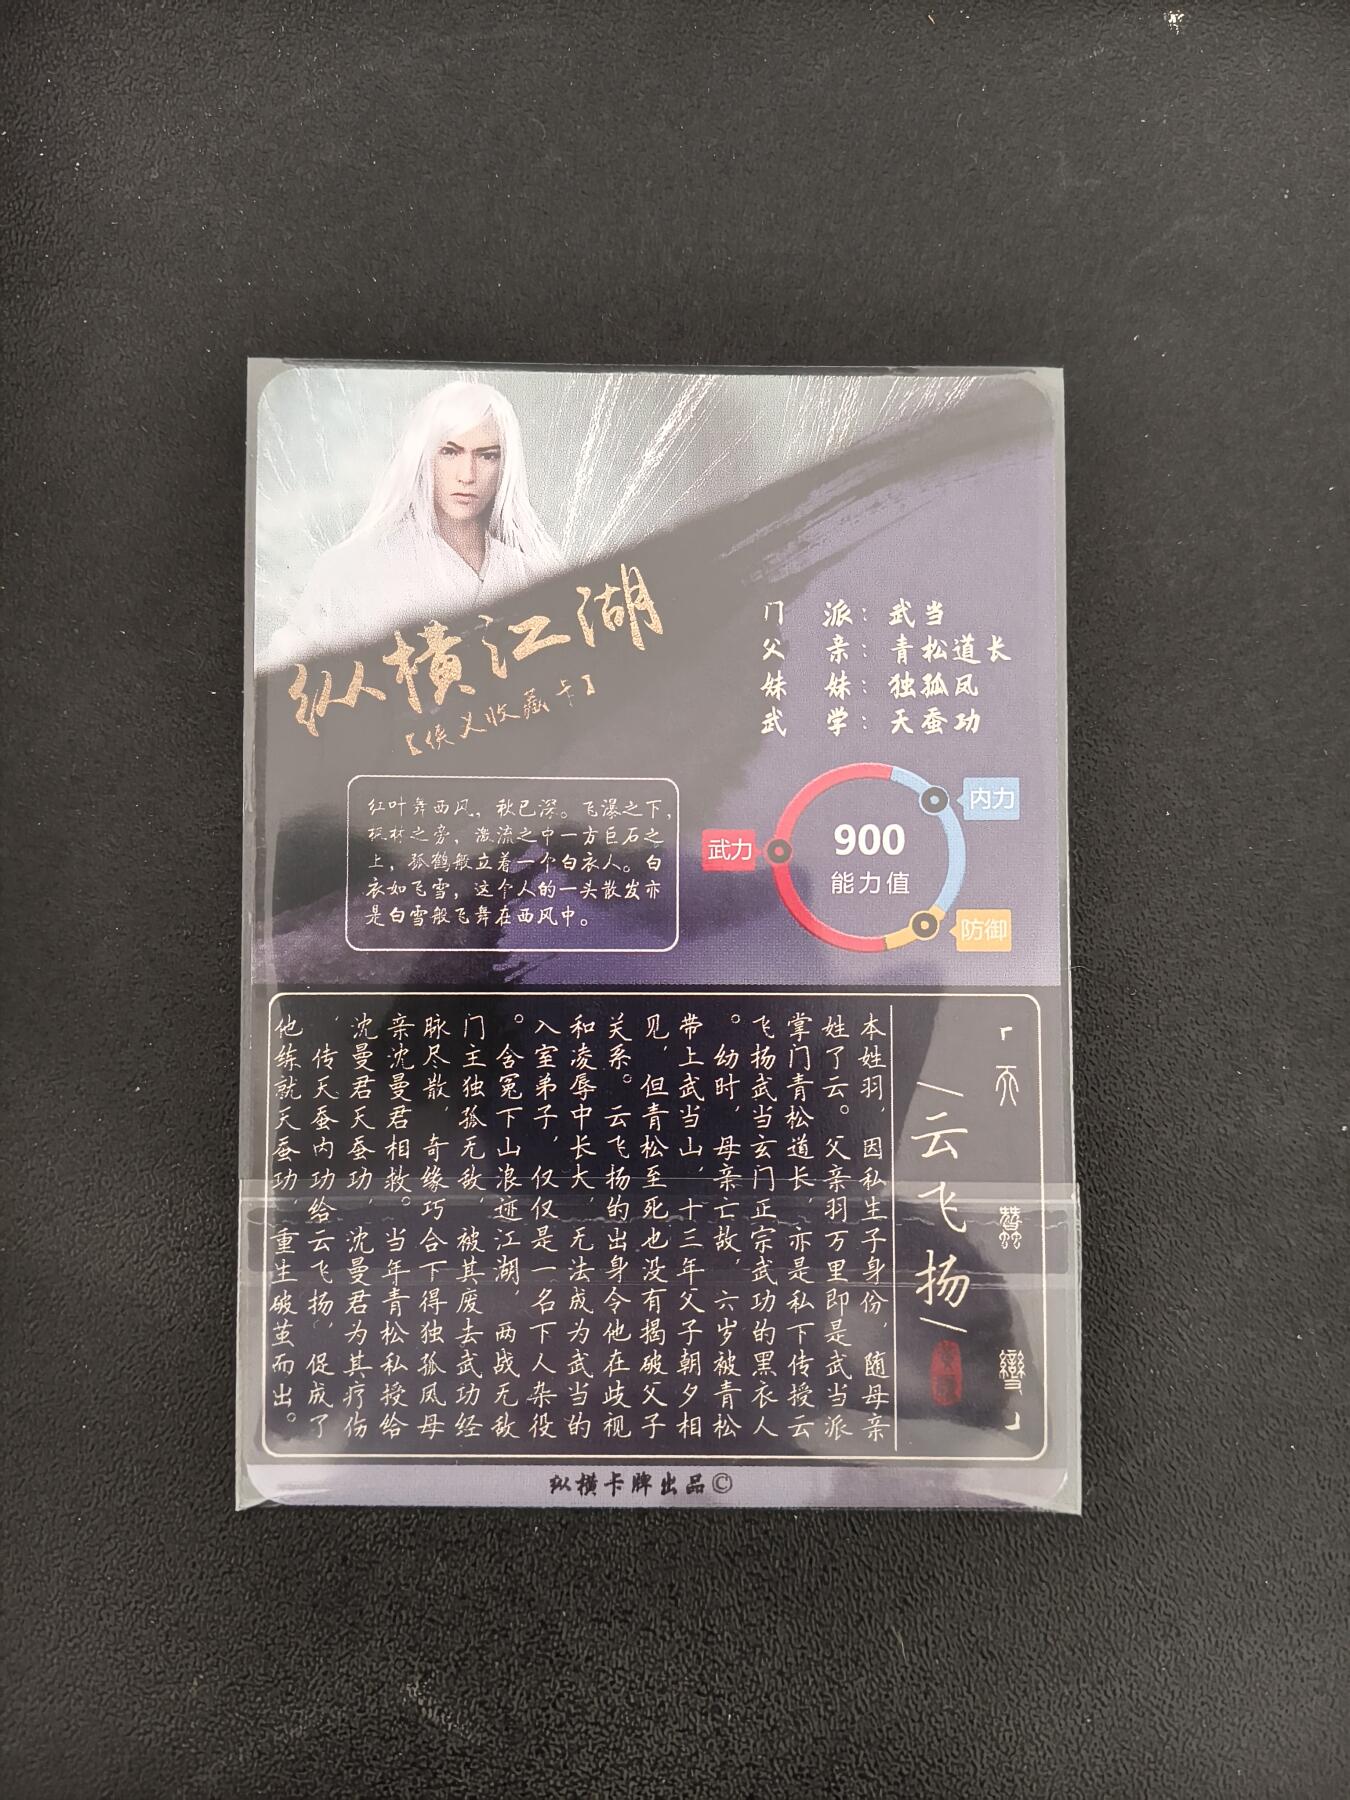 纵横江湖
【侠义收藏卡】
门 派：武当
父 亲：青松道长
妹 妹：独孤凤
武 学：天蚕功
红叶舞西风，秋已深。飞瀑之下，
枫林之旁，激流之中一方巨石之
上，孤鹤般立着一个白衣人。白
衣如飞雪，这个人的一头散发亦
是白雪般飞舞在西风中。
内力
武力
900
能力值
防御
「天蠶變」
云飞扬
本姓羽，因私生子身份，随母亲
姓了云。父亲羽万里即是武当派
掌门青松道长，亦是私下传授云
飞扬武当玄门正宗武功的黑衣人
。幼时，母亲亡故，六岁被青松
带上武当山，十三年父子朝夕相
见，但青松至死也没有揭破父子
关系。云飞扬的出身令他在歧视
和凌辱中长大，无法成为武当的
入室弟子，仅仅是一名下人杂役
。含冤下山浪迹江湖，两战无敌
门主独孤无敌，被其废去武功经
脉尽散，奇缘巧合下得独孤凤母
亲沈曼君相救。当年青松私授给
沈曼君天蚕功，沈曼君为其疗伤
，传天蚕内功给云飞扬，促成了
他练就天蚕功，重生破茧而出。
纵横卡牌出品©